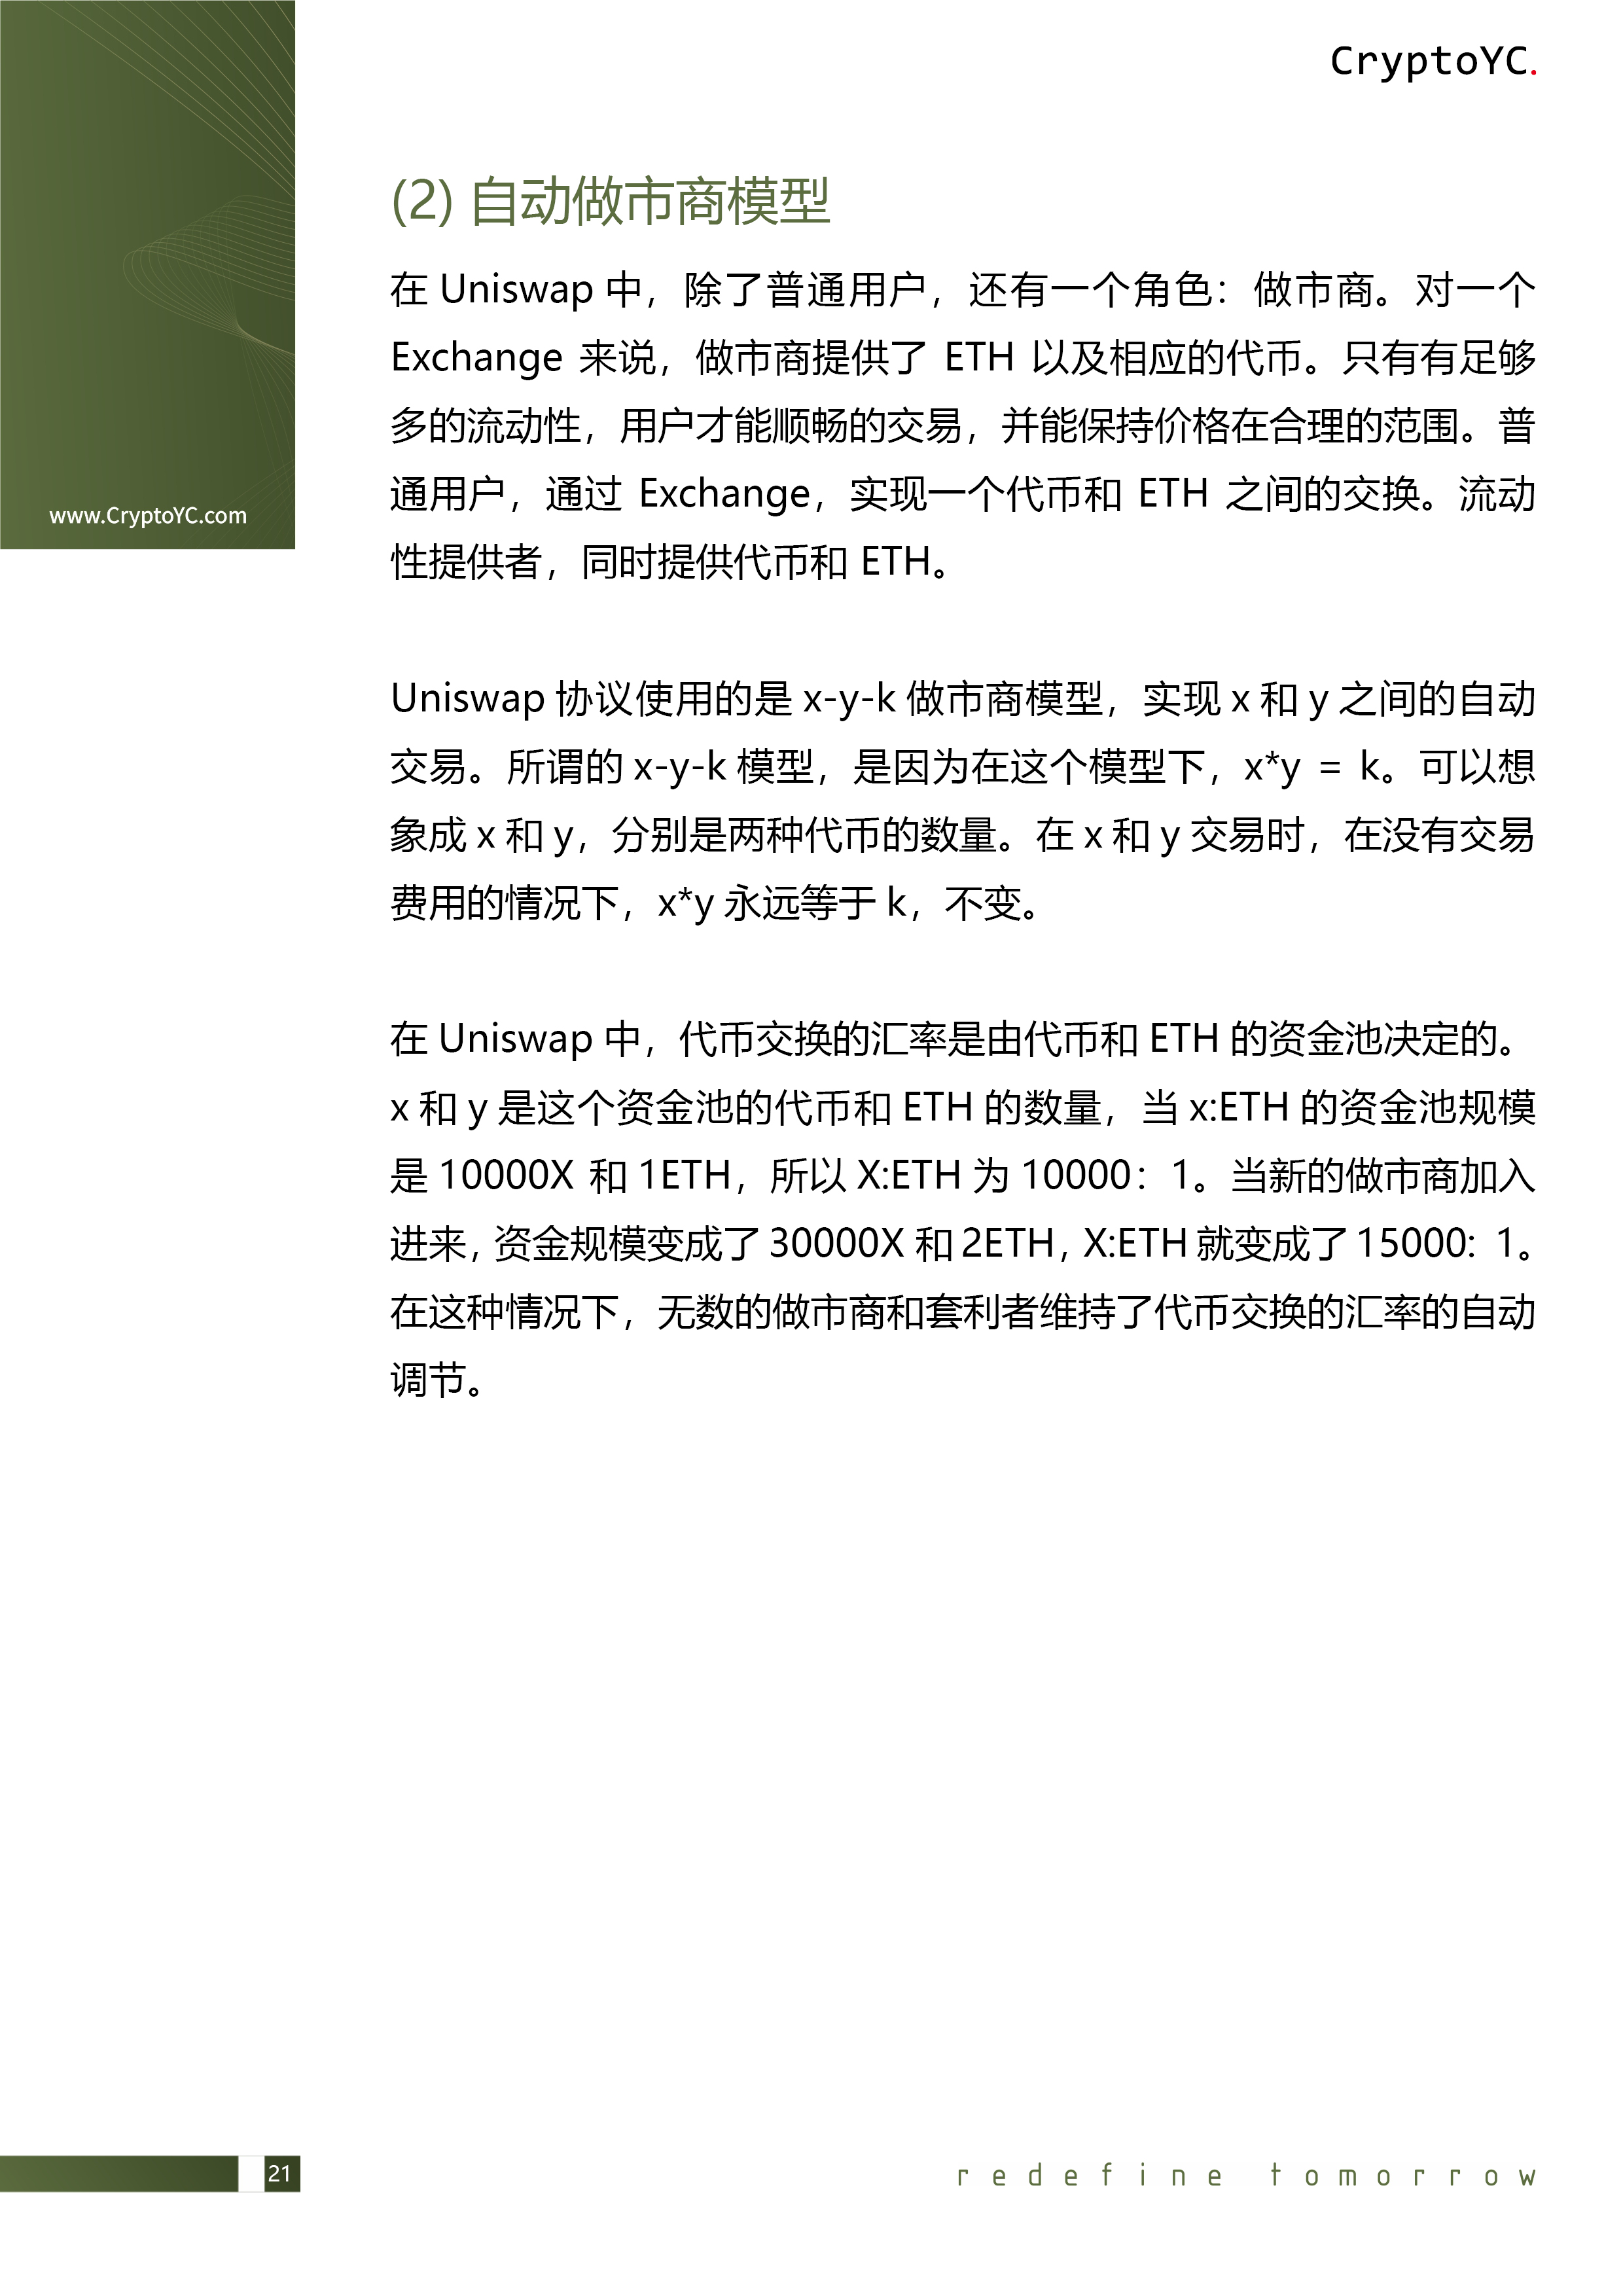 CryptoYC.
www.CryptoYC.com
(2) 自动做市商模型
在 Uniswap 中，除了普通用户，还有一个角色：做市商。对一个
Exchange 来说，做市商提供了 ETH 以及相应的代币。只有有足够
多的流动性，用户才能顺畅的交易，并能保持价格在合理的范围。普
通用户，通过 Exchange，实现一个代币和 ETH 之间的交换。流动
性提供者，同时提供代币和 ETH。
Uniswap 协议使用的是 x-y-k 做市商模型，实现 x 和 y 之间的自动
交易。所谓的 x-y-k 模型，是因为在这个模型下，x*y = k。可以想
象成 x 和 y，分别是两种代币的数量。在 x 和 y 交易时，在没有交易
费用的情况下，x*y 永远等于 k，不变。
在 Uniswap 中，代币交换的汇率是由代币和 ETH 的资金池决定的。
x 和 y 是这个资金池的代币和 ETH 的数量，当 x:ETH 的资金池规模
是 10000X 和 1ETH，所以 X:ETH 为 10000：1。当新的做市商加入
进来，资金规模变成了 30000X 和 2ETH，X:ETH 就变成了 15000：1。
在这种情况下，无数的做市商和套利者维持了代币交换的汇率的自动
调节。
21
redefine tomorrow